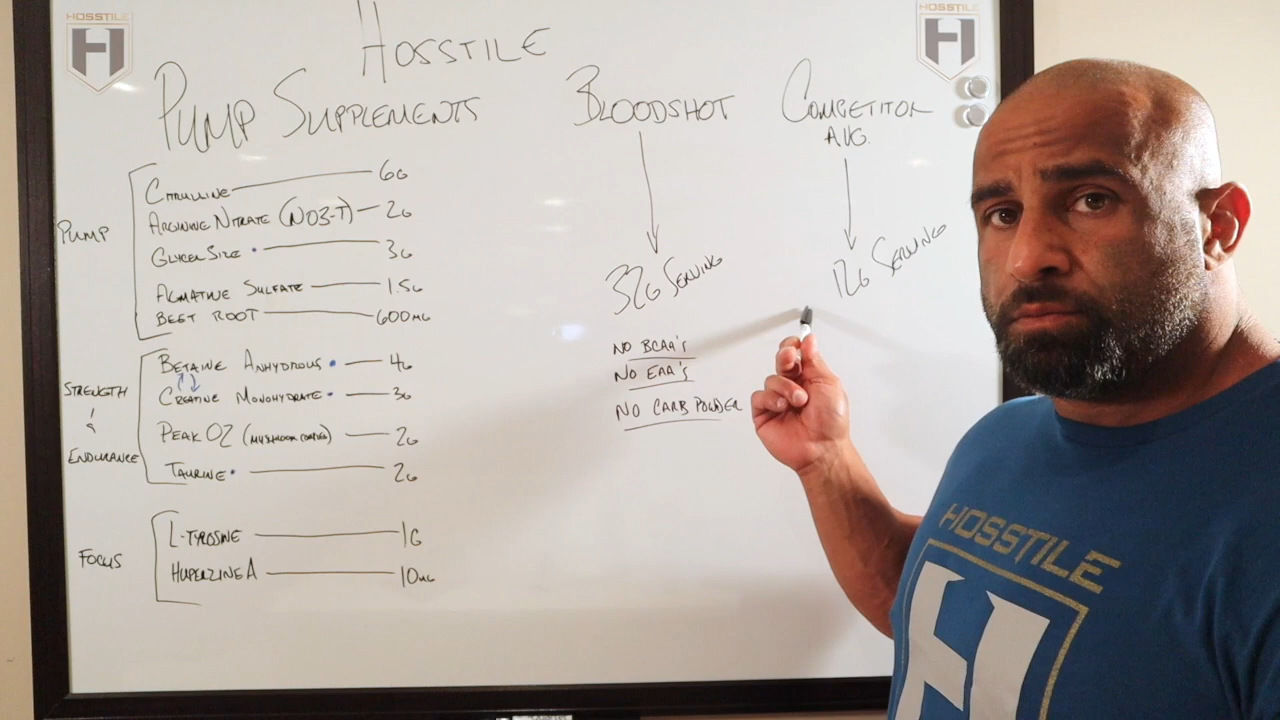 HOSSTILE
HOSSTILE
HOSSTILE
PUMP SUPPLEMENTS
BLOODSHOT
COMPETITOR
AVG.
PUMP
CITRULLINE 6G
ARGININE NITRATE (NO3-T) 2G
GLYCERSIZE 3G
AGMATINE SULFATE 1.5G
BEET ROOT 600MG
32G SERVING
12G SERVING
NO BCAA'S
NO EAA'S
NO CARB POWDER
STRENGTH
&
ENDURANCE
BETAINE ANHYDROUS 4G
CREATINE MONOHYDRATE 3G
PEAK O2 (MUSHROOM 2G
TAURINE 2G
FOCUS
L-TYROSINE 1G
HUPERZINE A
HOSSTILE
H